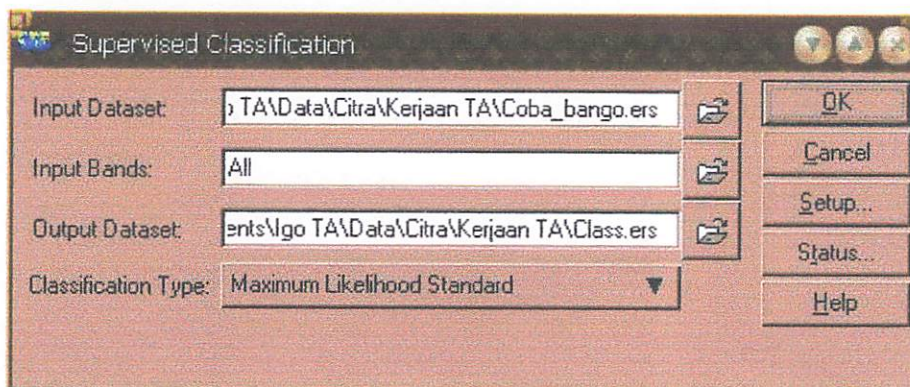 Supervised Classification
Input Dataset: ) TA\Data\Citra\Kerjaan TA\Coba_bango.ers
OK
Input Bands: All
Cancel
Setup...
Output Dataset: ents\Igo TA\Data\Citra\Kerjaan TA\Class.ers
Status...
Classification Type: Maximum Likelihood Standard
Help